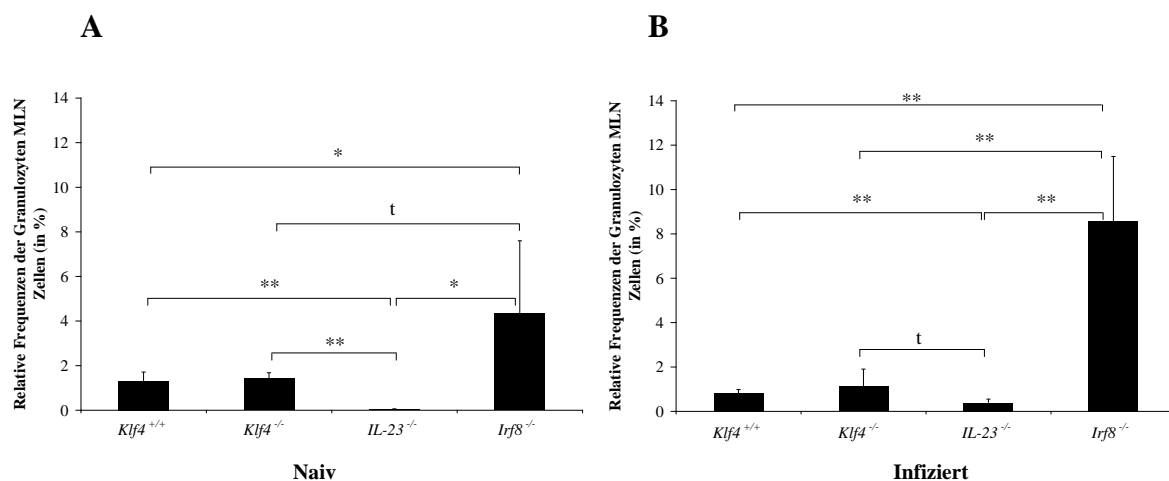 A
Relative Frequenzen der Granulozyten MLN
Zellen (in %)
14
12
10
8
6
4
2
0
*
t
**
*
**
Klf4 +/+
Klf4 -/-
IL-23 -/-
Irf8 -/-
Naiv
B
Relative Frequenzen der Granulozyten MLN
Zellen (in %)
14
12
10
8
6
4
2
0
**
**
**
**
t
Klf4 +/+
Klf4 -/-
IL-23 -/-
Irf8 -/-
Infiziert